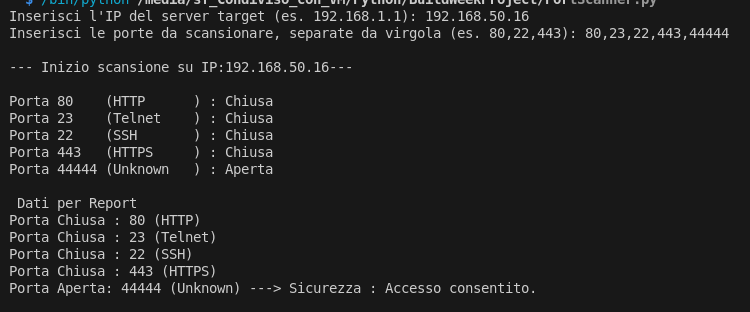 $ /bin/python /media/sf_Condiviso_con_VM/Python/BuildWeekProject/PortScanner.py
Inserisci l'IP del server target (es. 192.168.1.1): 192.168.50.16
Inserisci le porte da scansionare, separate da virgola (es. 80,22,443): 80,23,22,443,44444
--- Inizio scansione su IP:192.168.50.16---
Porta 80    (HTTP      ) : Chiusa
Porta 23    (Telnet    ) : Chiusa
Porta 22    (SSH       ) : Chiusa
Porta 443   (HTTPS     ) : Chiusa
Porta 44444 (Unknown   ) : Aperta
Dati per Report
Porta Chiusa : 80 (HTTP)
Porta Chiusa : 23 (Telnet)
Porta Chiusa : 22 (SSH)
Porta Chiusa : 443 (HTTPS)
Porta Aperta: 44444 (Unknown) ---> Sicurezza : Accesso consentito.